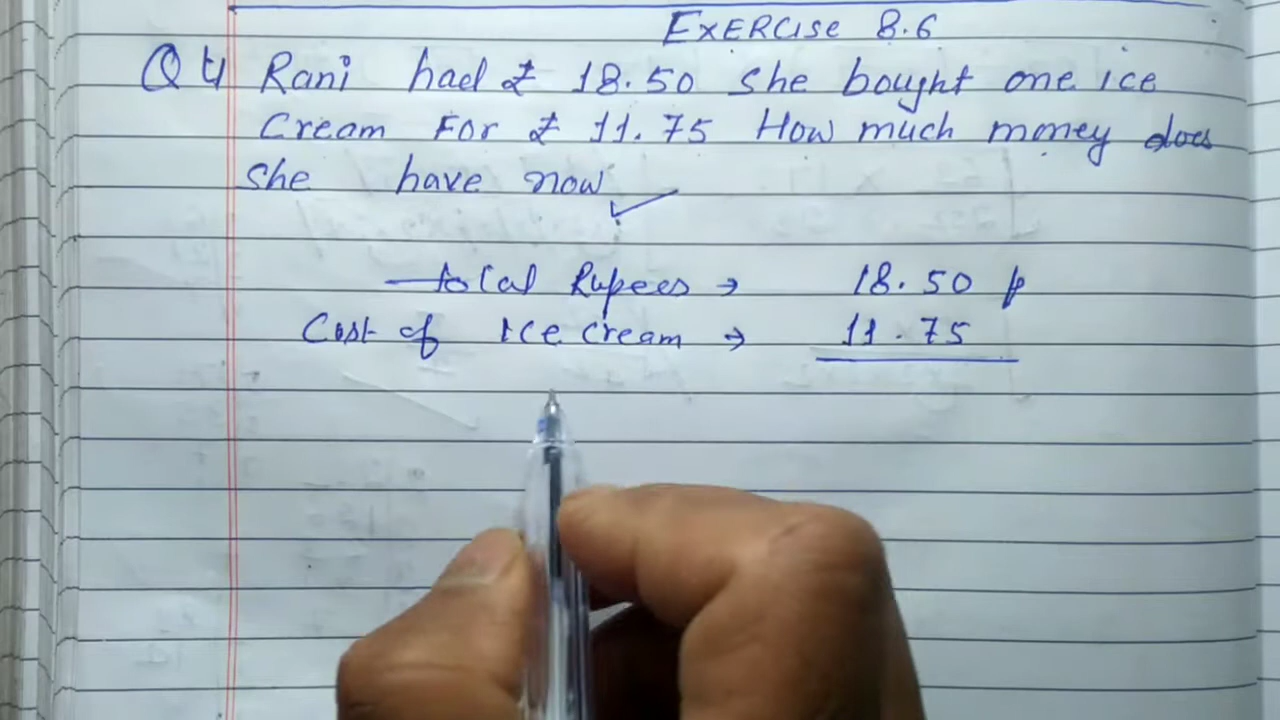 EXERCISE 8.6
Q 4 Rani had ₹ 18.50 She bought one ice
Cream For ₹ 11.75 How much money does
She have now
total Rupees → 18.50 p
Cost of Ice Cream → 11.75